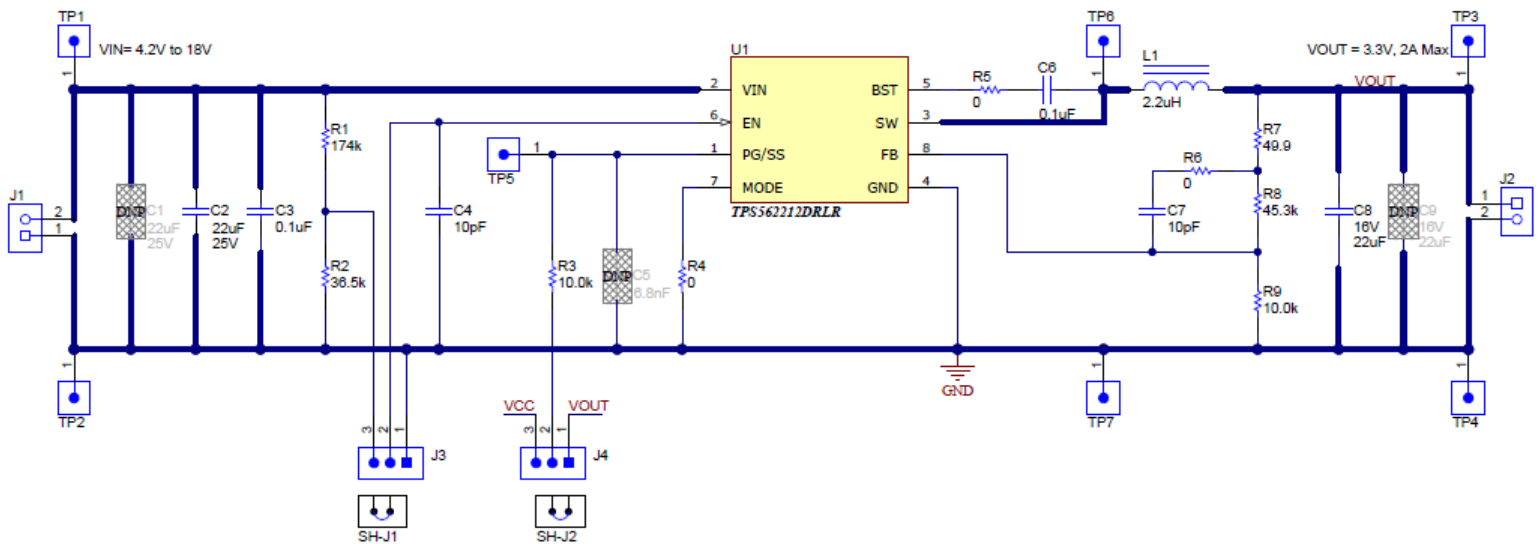 TP1
1
VIN= 4.2V to 18V
J1
2
1
DNP
C1
22uF
25V
C2
22uF
25V
C3
0.1uF
R1
174k
R2
36.5k
C4
10pF
TP5
1
R3
10.0k
DNP
C5
6.8nF
R4
0
U1
2
VIN
6
EN
1
PG/SS
7
MODE
BST
5
SW
3
FB
8
GND
4
TPS562212DRLR
R5
0
C6
0.1uF
TP6
1
L1
2.2uH
VOUT = 3.3V, 2A Max
TP3
1
VOUT
R7
49.9
R6
0
R8
45.3k
C7
10pF
R9
10.0k
C8
16V
22uF
DNP
C9
16V
22uF
J2
1
2
1
TP2
GND
1
TP7
1
TP4
3
2
1
J3
SH-J1
VCC
VOUT
3
2
1
J4
SH-J2